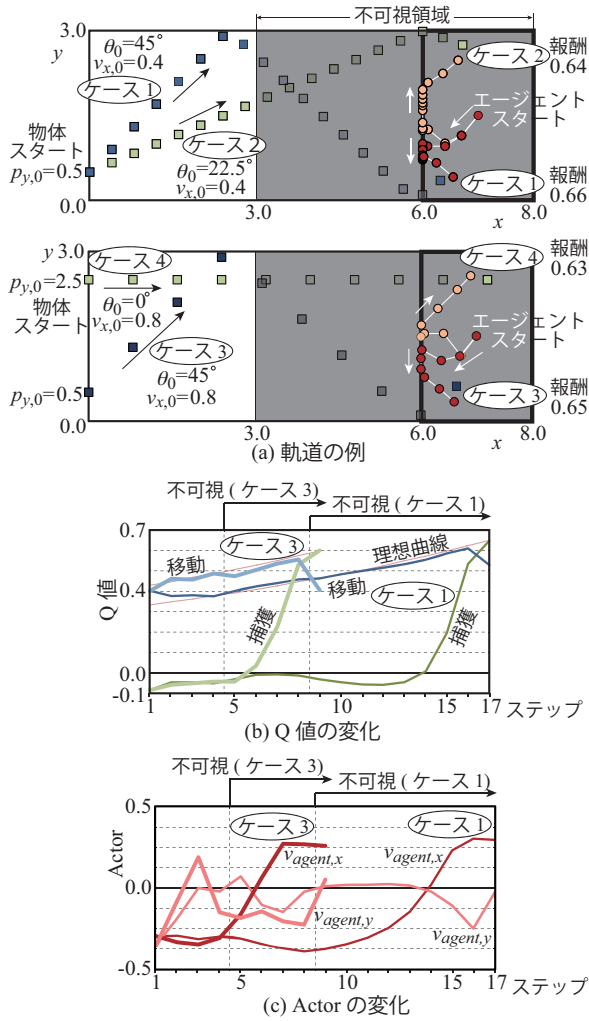 不可視領域
y
3.0
θ0=45°
vx,0=0.4
ケース 1
物体
スタート
py,0=0.5
0.0
ケース 2
θ0=22.5°
vx,0=0.4
ケース 2
報酬
0.64
エージェント
スタート
ケース 1
報酬
0.66
3.0
6.0
x
8.0
y
3.0
py,0=2.5
ケース 4
物体
スタート
θ0=0°
vx,0=0.8
ケース 3
θ0=45°
vx,0=0.8
py,0=0.5
0.0
ケース 4
報酬
0.63
エージェント
スタート
ケース 3
報酬
0.65
3.0
6.0
x
8.0
(a) 軌道の例
不可視 ( ケース 3)
不可視 ( ケース 1)
0.7
ケース 3
移動
理想曲線
移動
ケース 1
捕獲
捕獲
Q 値
0.4
0.0
-0.1
1
5
10
15
17
ステップ
(b) Q 値の変化
不可視 ( ケース 3)
不可視 ( ケース 1)
0.5
ケース 3
ケース 1
vagent,x
vagent,x
Actor
0.0
vagent,y
vagent,y
-0.5
1
5
10
15
17
ステップ
(c) Actor の変化